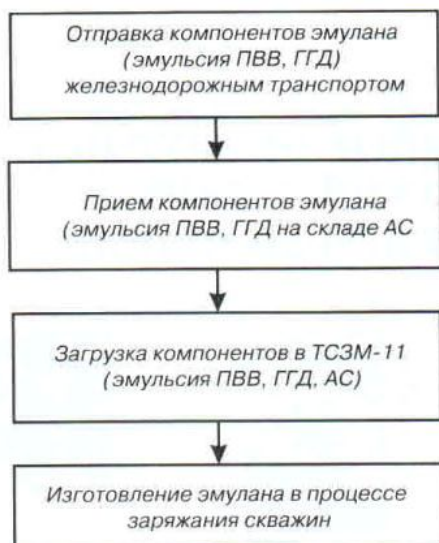 Отправка компонентов эмулана
(эмульсия ПВВ, ГГД)
железнодорожным транспортом
Прием компонентов эмулана
(эмульсия ПВВ, ГГД на складе АС
Загрузка компонентов в ТСЗМ-11
(эмульсия ПВВ, ГГД, АС)
Изготовление эмулана в процессе
заряжания скважин